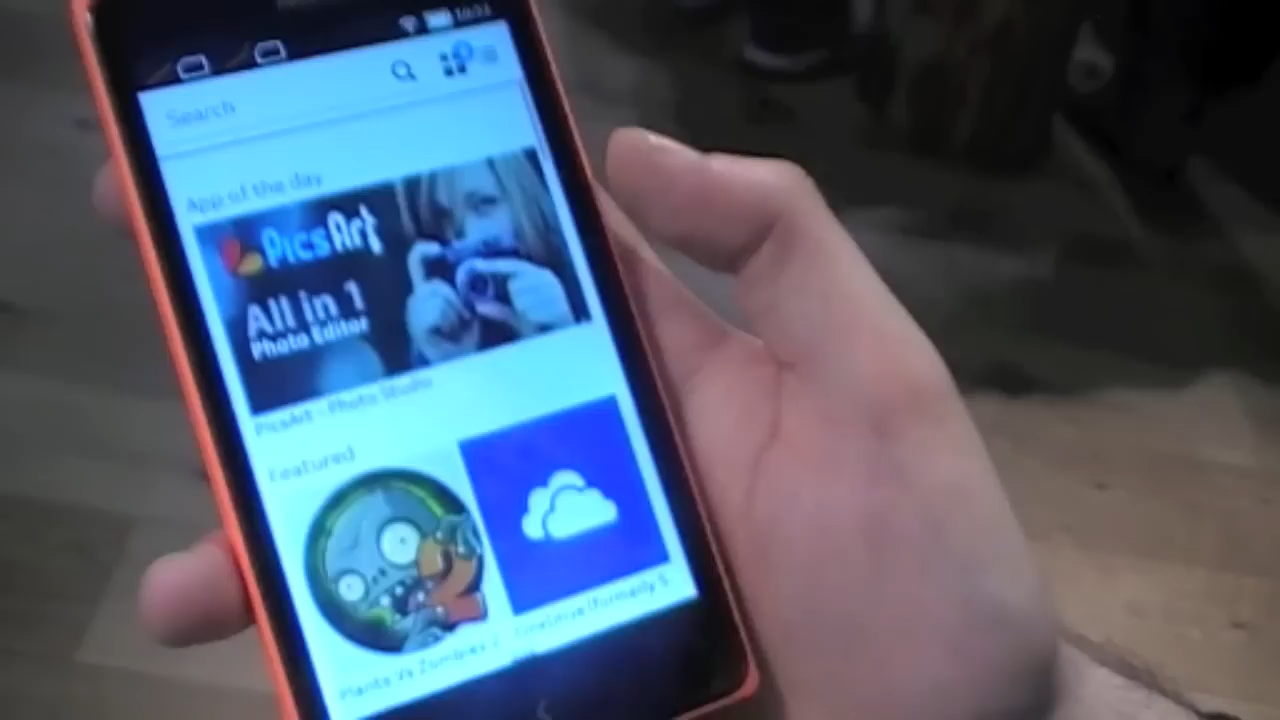 Search
App of the day
PicsArt
All in 1
Photo Editor
PicsArt - Photo Studio
Featured
Plants Vs Zombies 2
OneDrive (formerly S